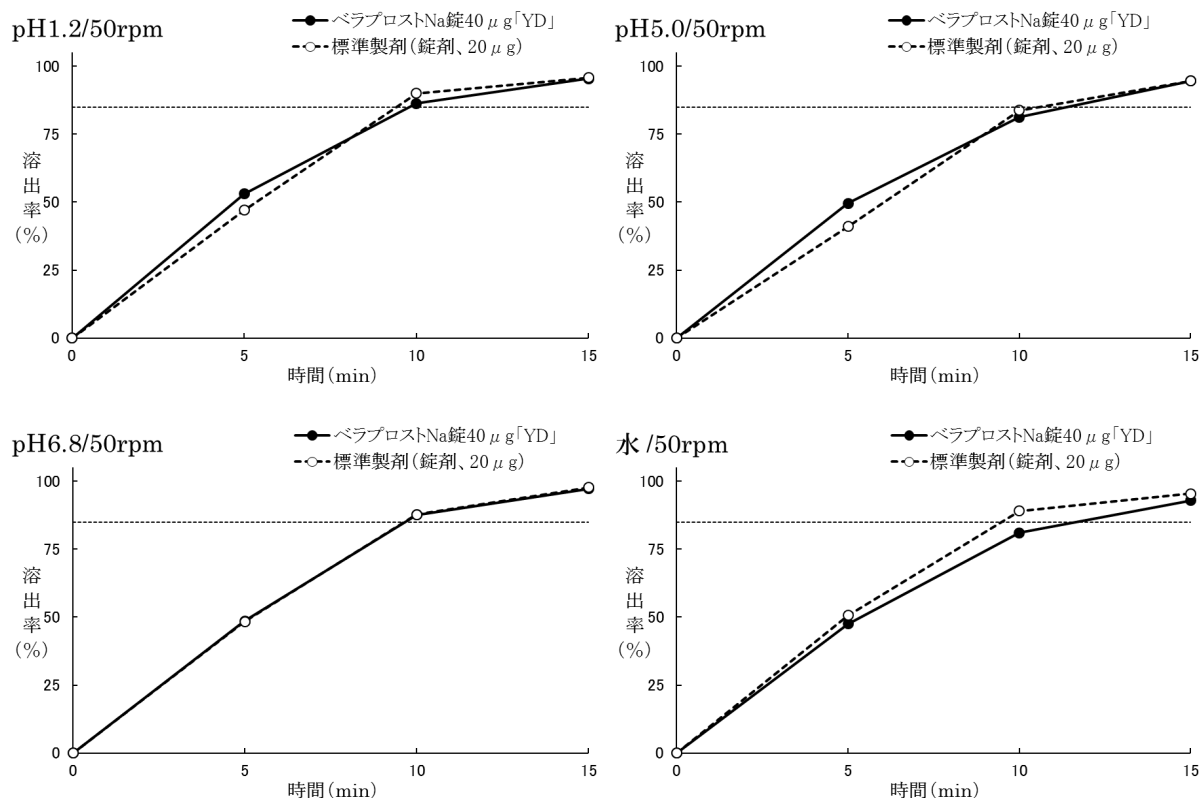 pH1.2/50rpm
ベラプロストNa錠40μg「YD」
標準製剤(錠剤、20μg)
100
75
50
25
0
溶出率(%)
0 5 10 15
時間(min)
pH5.0/50rpm
ベラプロストNa錠40μg「YD」
標準製剤(錠剤、20μg)
100
75
50
25
0
溶出率(%)
0 5 10 15
時間(min)
pH6.8/50rpm
ベラプロストNa錠40μg「YD」
標準製剤(錠剤、20μg)
100
75
50
25
0
溶出率(%)
0 5 10 15
時間(min)
水/50rpm
ベラプロストNa錠40μg「YD」
標準製剤(錠剤、20μg)
100
75
50
25
0
溶出率(%)
0 5 10 15
時間(min)